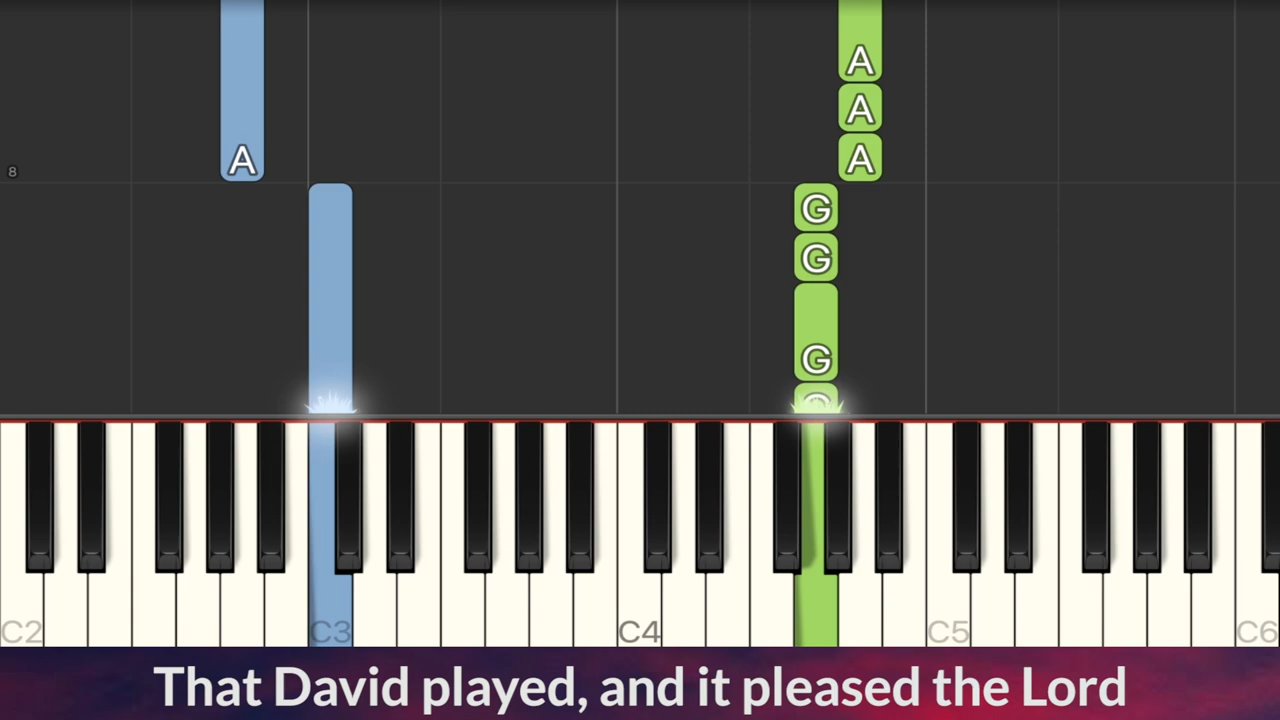 A
A
A
A
8
G
G
G
C2
C3
C4
C5
C6
That David played, and it pleased the Lord